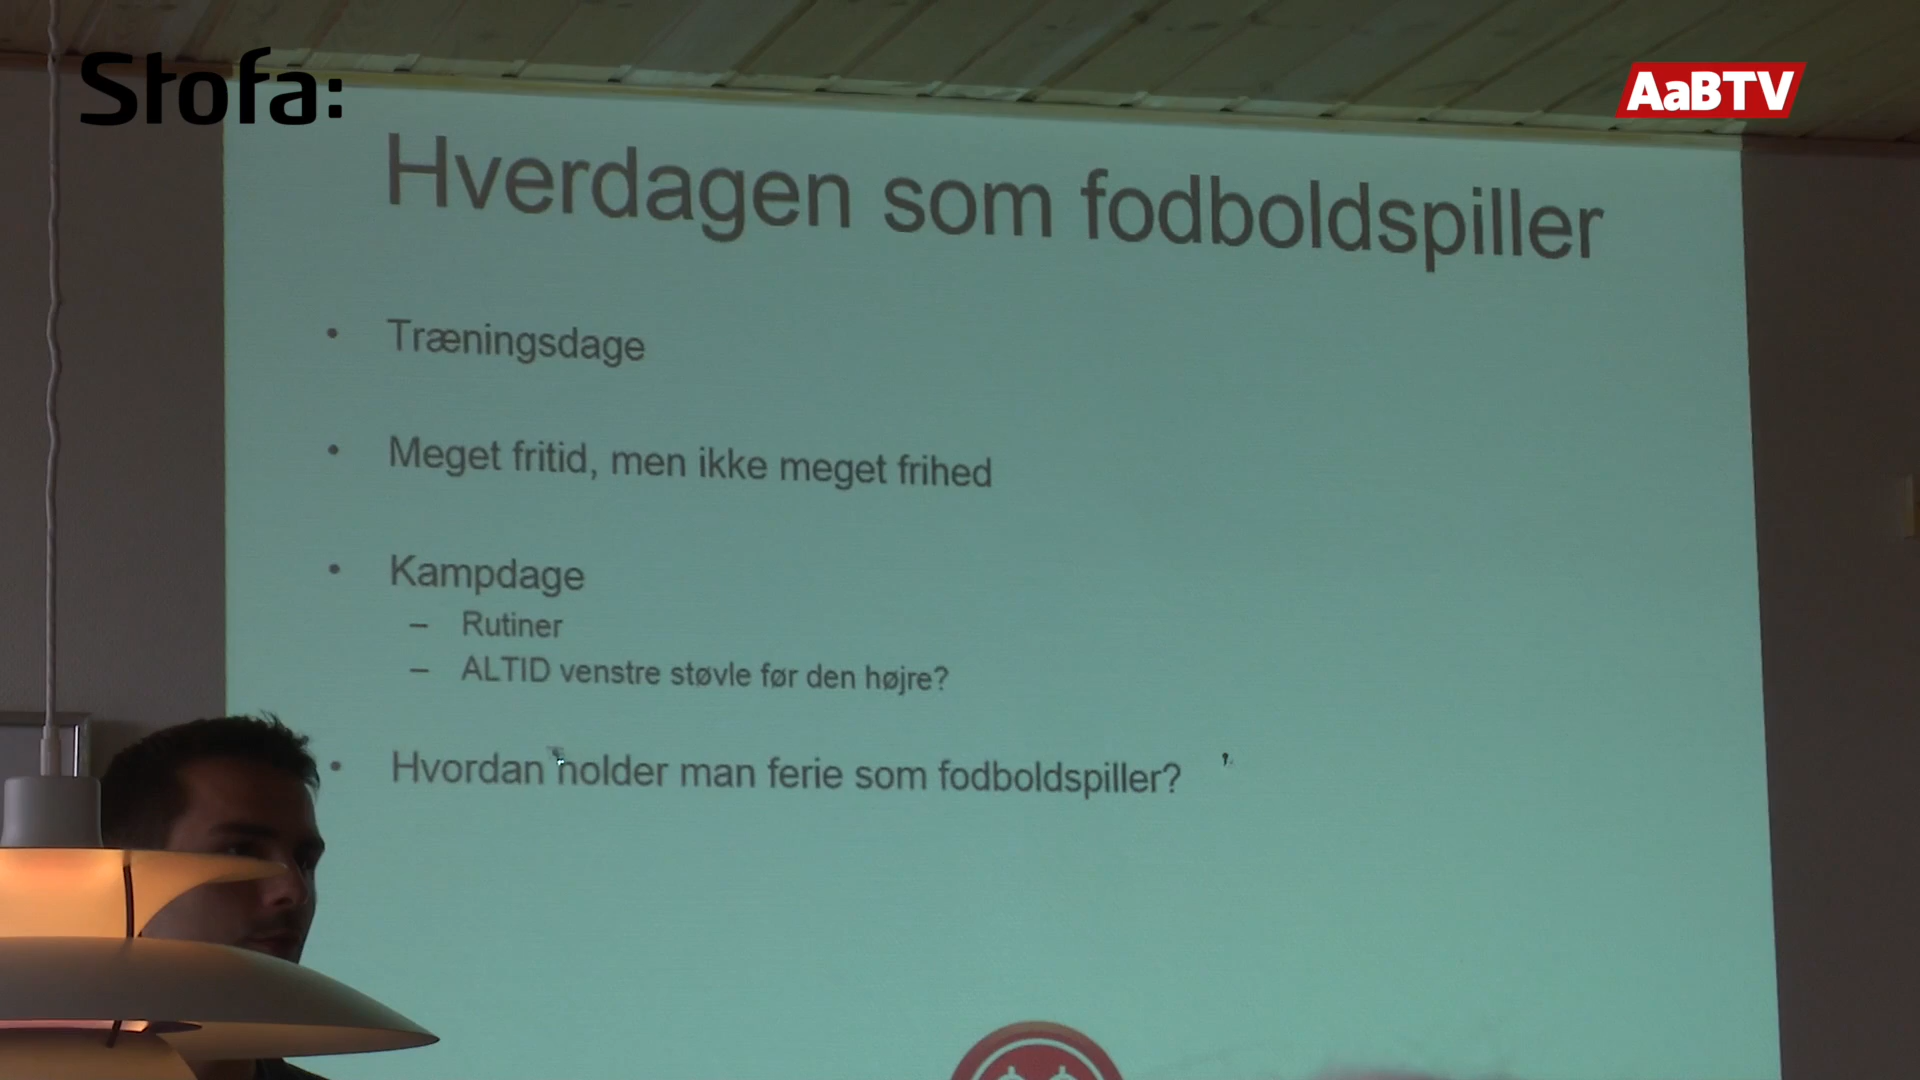 Stofa:
AaBTV
Hverdagen som fodboldspiller
• Træningsdage
• Meget fritid, men ikke meget frihed
• Kampdage
– Rutiner
– ALTID venstre støvle før den højre?
• Hvordan holder man ferie som fodboldspiller?